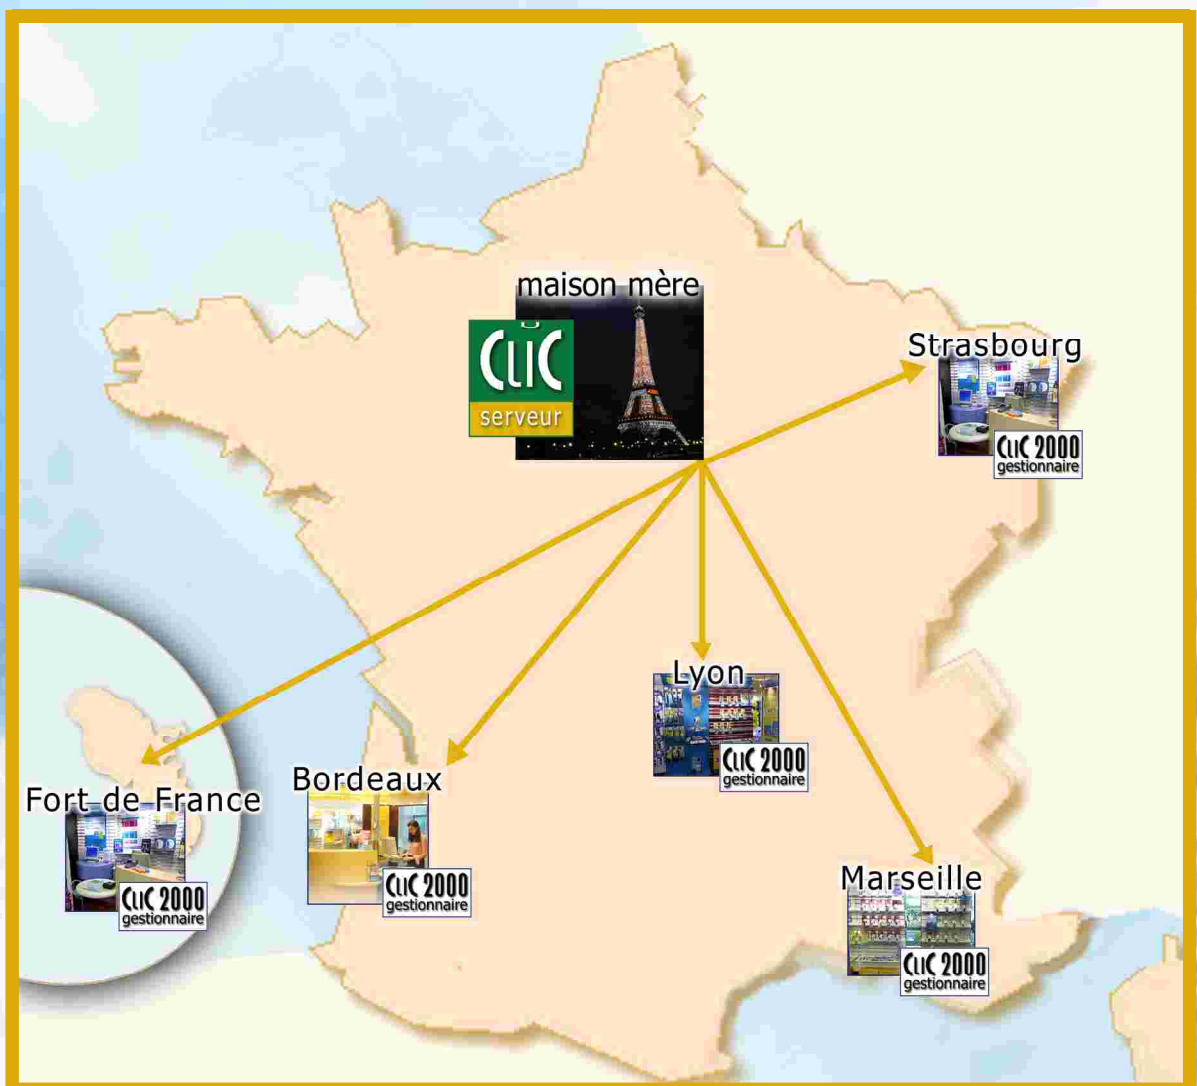 maison mère
CLiC
serveur
Strasbourg
CLiC 2000
gestionnaire
Lyon
CLiC 2000
gestionnaire
Bordeaux
CLiC 2000
gestionnaire
Fort de France
CLiC 2000
gestionnaire
Marseille
CLiC 2000
gestionnaire